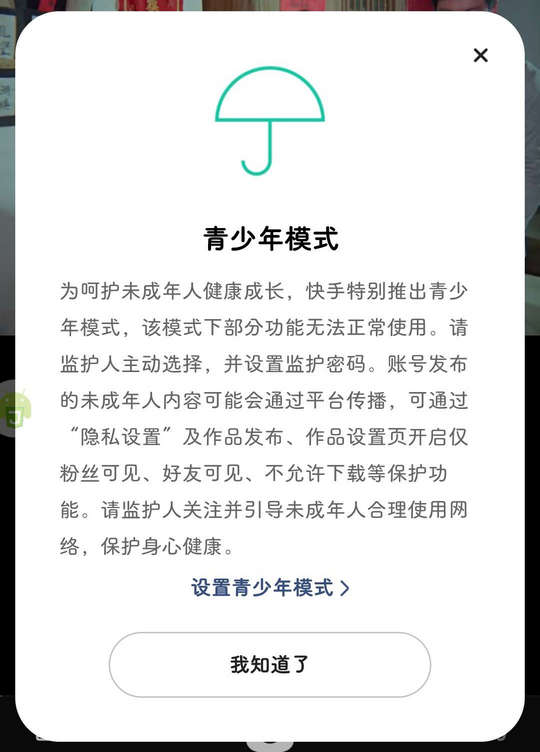 青少年模式
为呵护未成年人健康成长，快手特别推出青少
年模式，该模式下部分功能无法正常使用。请
监护人主动选择，并设置监护密码。账号发布
的未成年人内容可能会通过平台传播，可通过
“隐私设置”及作品发布、作品设置页开启仅
粉丝可见、好友可见、不允许下载等保护功
能。请监护人关注并引导未成年人合理使用网
络，保护身心健康。
设置青少年模式
我知道了